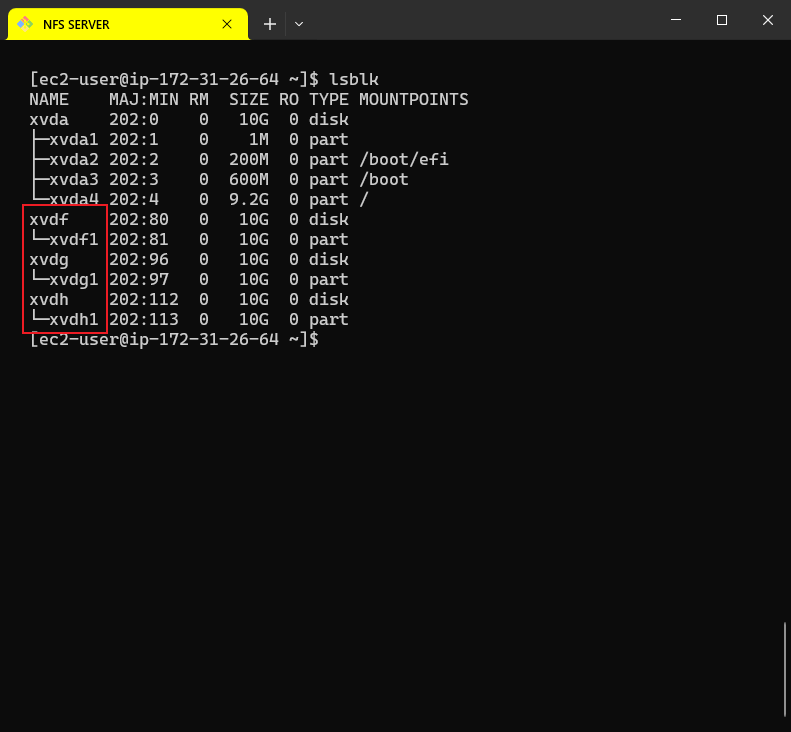 NFS SERVER
[ec2-user@ip-172-31-26-64 ~]$ lsblk
NAME    MAJ:MIN RM  SIZE RO TYPE MOUNTPOINTS
xvda    202:0    0   10G  0 disk
├─xvda1 202:1    0    1M  0 part
├─xvda2 202:2    0  200M  0 part /boot/efi
├─xvda3 202:3    0  600M  0 part /boot
└─xvda4 202:4    0  9.2G  0 part /
xvdf    202:80   0   10G  0 disk
└─xvdf1 202:81   0   10G  0 part
xvdg    202:96   0   10G  0 disk
└─xvdg1 202:97   0   10G  0 part
xvdh    202:112  0   10G  0 disk
└─xvdh1 202:113  0   10G  0 part
[ec2-user@ip-172-31-26-64 ~]$